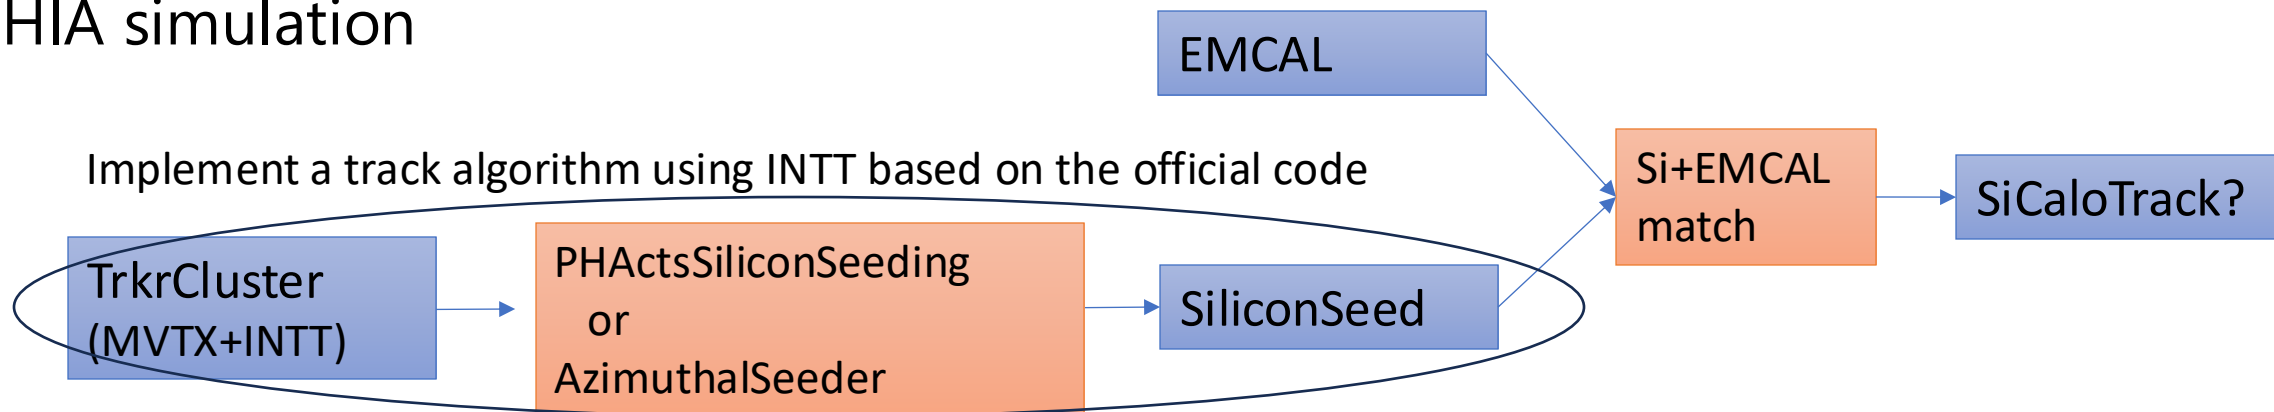 HIA simulation
EMCAL
Implement a track algorithm using INTT based on the official code
Si+EMCAL
match
SiCaloTrack?
TrkrCluster
(MVTX+INTT)
PHActsSiliconSeeding
or
AzimuthalSeeder
SiliconSeed